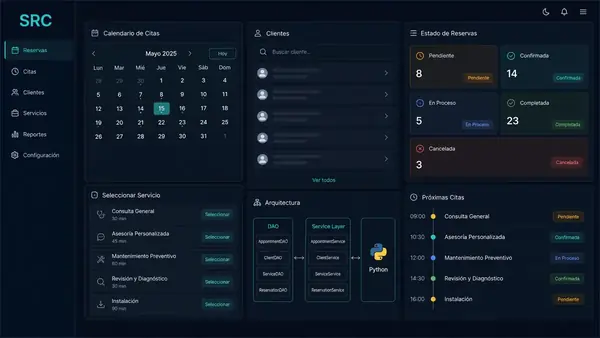 SRC
Reservas
Citas
Clientes
Servicios
Reportes
Configuración
Calendario de Citas
Mayo 2025
Hoy
Lun Mar Mié Jue Vie Sáb Dom
28 29 30 1 2 3 4
5 6 7 8 9 10 11
12 13 14 15 16 17 18
19 20 21 22 23 24 25
26 27 28 29 30 31 1
Clientes
Buscar cliente...
Ver todos
Estado de Reservas
Pendiente
8
Pendiente
Confirmada
14
Confirmada
En Proceso
5
En Proceso
Completada
23
Completada
Cancelada
3
Cancelada
Seleccionar Servicio
Consulta General
30 min
Seleccionar
Asesoría Personalizada
45 min
Seleccionar
Mantenimiento Preventivo
60 min
Seleccionar
Revisión y Diagnóstico
30 min
Seleccionar
Instalación
90 min
Seleccionar
Arquitectura
DAO
AppointmentDAO
ClientDAO
ServiceDAO
ReservationDAO
Service Layer
AppointmentService
ClientService
ServiceService
ReservationService
Python
Próximas Citas
09:00 Consulta General Pendiente
10:30 Asesoría Personalizada Confirmada
12:00 Mantenimiento Preventivo En Proceso
14:30 Revisión y Diagnóstico Confirmada
16:00 Instalación Pendiente